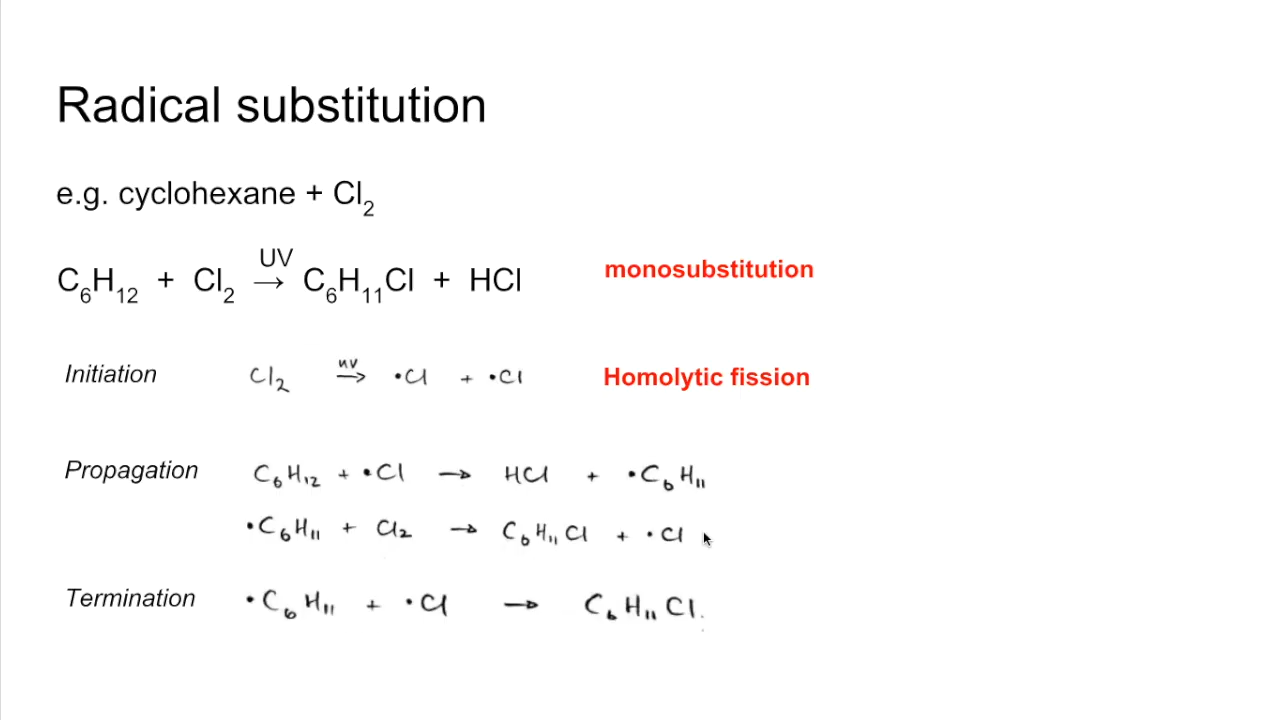 Radical substitution
e.g. cyclohexane + Cl₂
UV
C₆H₁₂ + Cl₂ → C₆H₁₁Cl + HCl monosubstitution
Initiation Cl₂ UV → •Cl + •Cl Homolytic fission
Propagation C₆H₁₂ + •Cl → HCl + •C₆H₁₁
•C₆H₁₁ + Cl₂ → C₆H₁₁Cl + •Cl
Termination •C₆H₁₁ + •Cl → C₆H₁₁Cl.